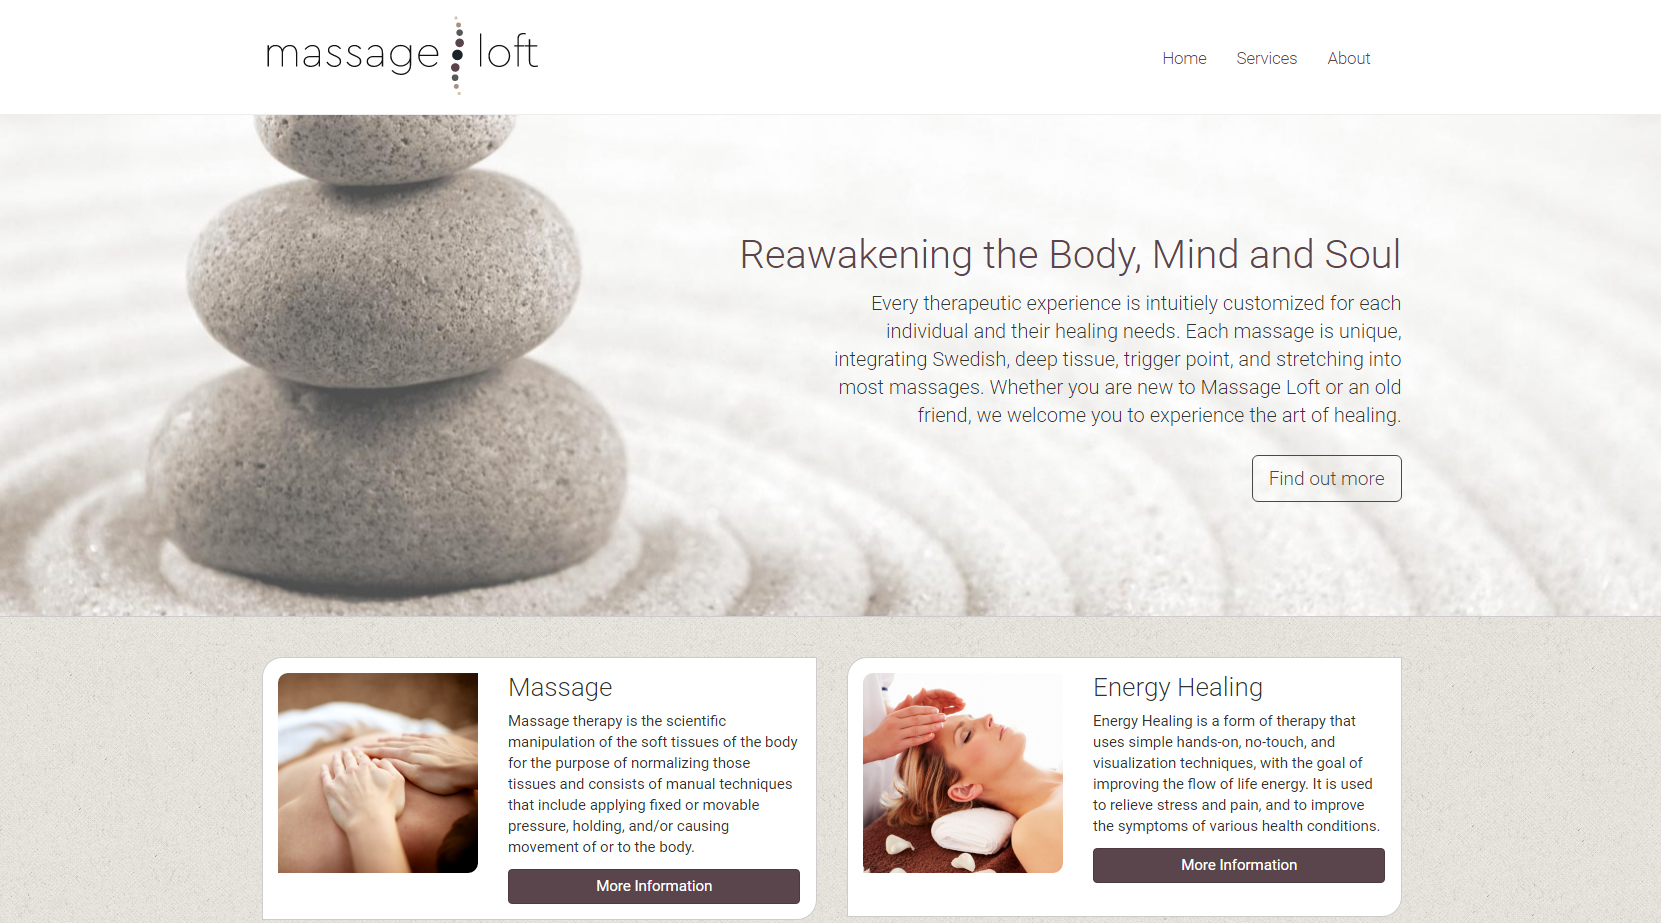 massage loft
Home Services About
Reawakening the Body, Mind and Soul
Every therapeutic experience is intuitiely customized for each
individual and their healing needs. Each massage is unique,
integrating Swedish, deep tissue, trigger point, and stretching into
most massages. Whether you are new to Massage Loft or an old
friend, we welcome you to experience the art of healing.
Find out more
Massage
Massage therapy is the scientific
manipulation of the soft tissues of the body
for the purpose of normalizing those
tissues and consists of manual techniques
that include applying fixed or movable
pressure, holding, and/or causing
movement of or to the body.
More Information
Energy Healing
Energy Healing is a form of therapy that
uses simple hands-on, no-touch, and
visualization techniques, with the goal of
improving the flow of life energy. It is used
to relieve stress and pain, and to improve
the symptoms of various health conditions.
More Information